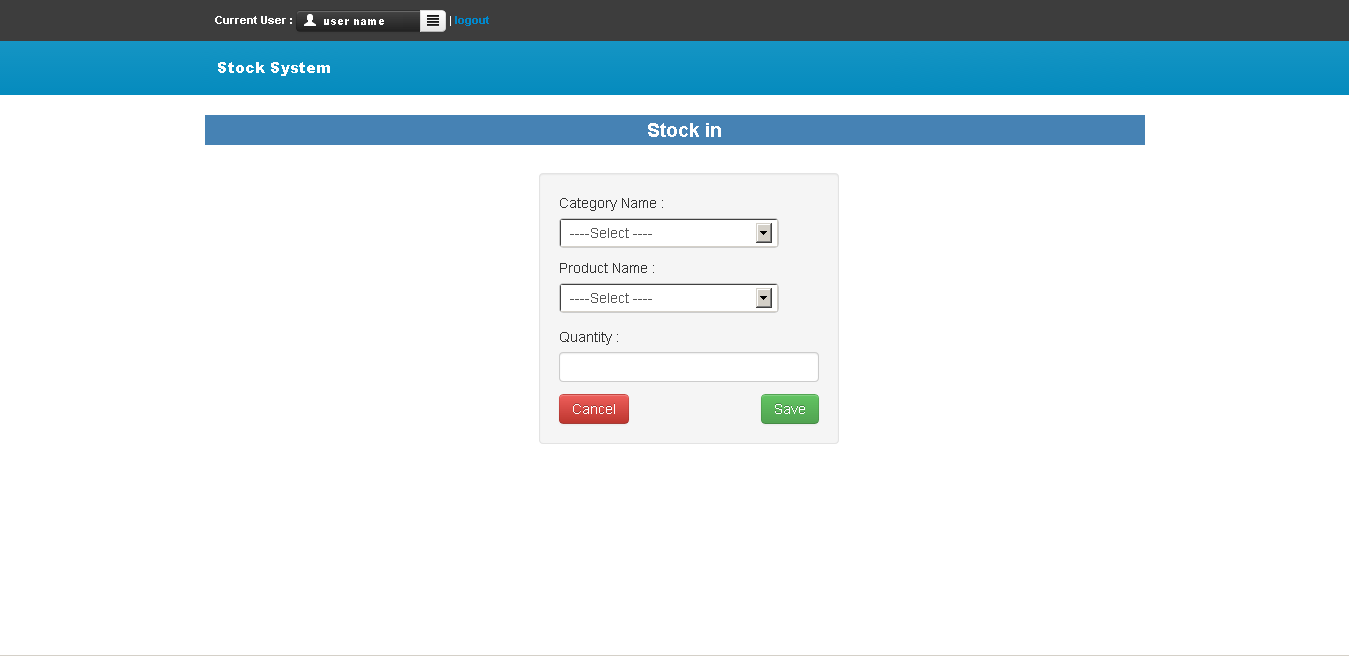 Current User : user name | logout
Stock System
Stock in
Category Name :
----Select ----
Product Name :
----Select ----
Quantity :
Cancel Save